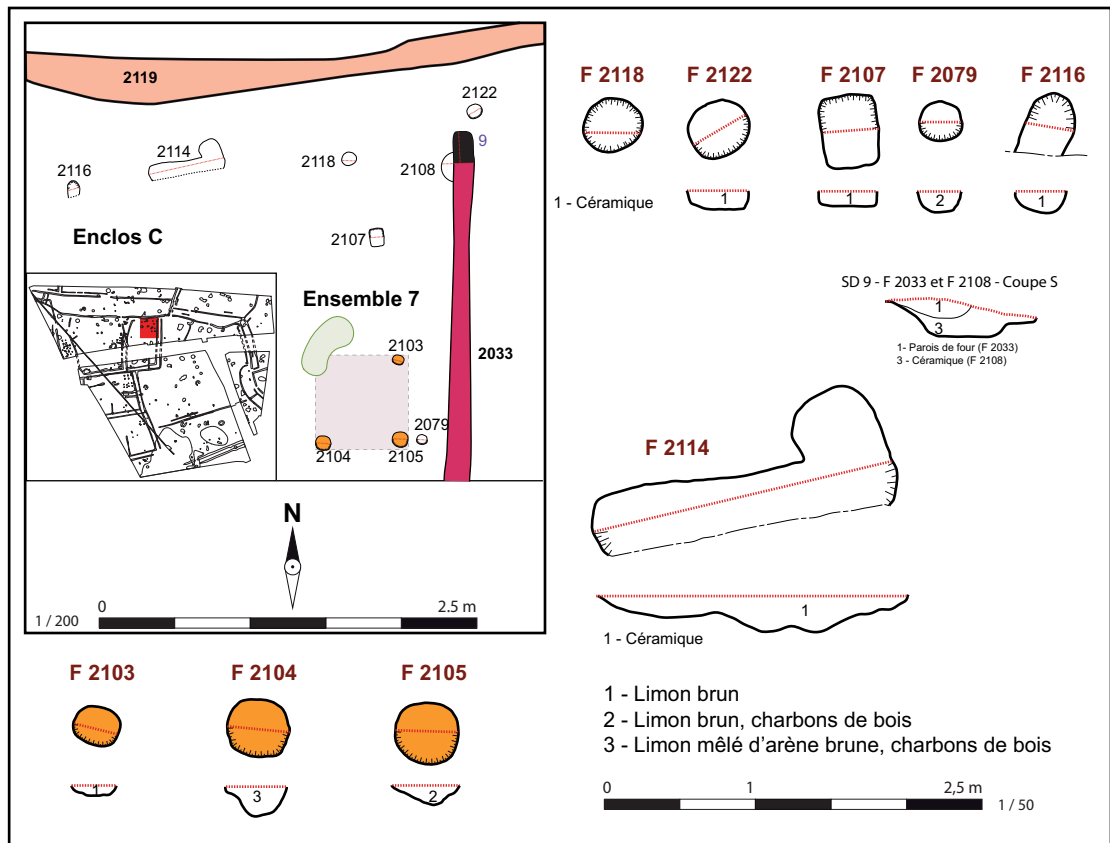 2119
2122
9
2118
2108
2114
2116
2107
Enclos C
Ensemble 7
2103
2033
2079
2104
2105
N
0 2.5 m
1 / 200
F 2118 F 2122 F 2107 F 2079 F 2116
1 - Céramique 1 1 2 1
SD 9 - F 2033 et F 2108 - Coupe S
1
3
1- Parois de four (F 2033)
3 - Céramique (F 2108)
F 2114
1
1 - Céramique
F 2103 F 2104 F 2105
1 3 2
1 - Limon brun
2 - Limon brun, charbons de bois
3 - Limon mêlé d'arène brune, charbons de bois
0 1 2,5 m
1 / 50